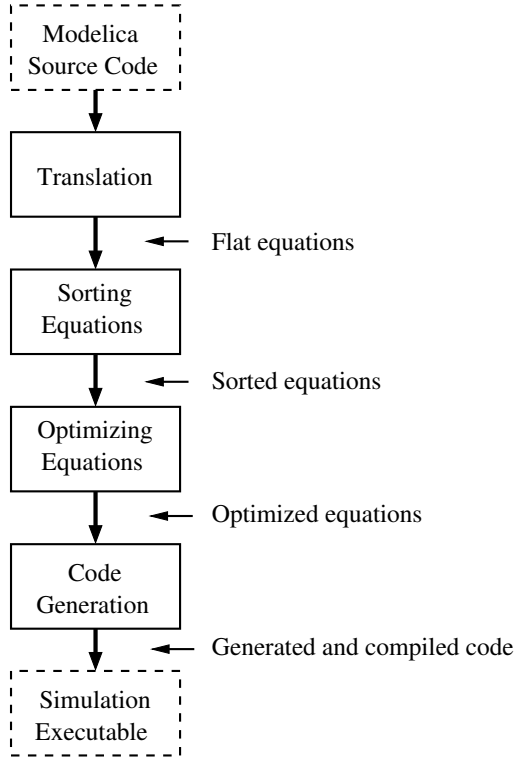 Modelica
Source Code
Translation
Flat equations
Sorting
Equations
Sorted equations
Optimizing
Equations
Optimized equations
Code
Generation
Generated and compiled code
Simulation
Executable